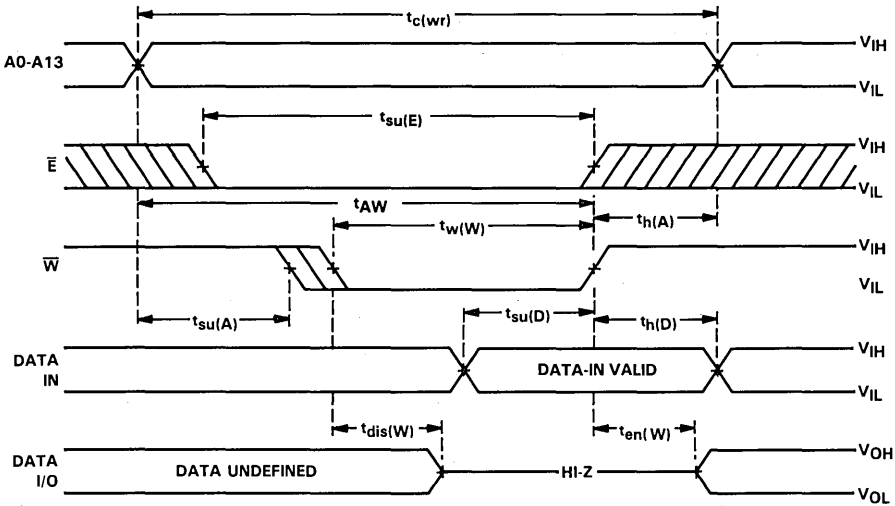 tc(wr)
A0-A13
VIH
VIL
tsu(E)
E
VIH
VIL
tAW
tw(W)
th(A)
W
VIH
VIL
tsu(A)
tsu(D)
th(D)
DATA IN
DATA-IN VALID
VIH
VIL
tdis(W)
ten(W)
DATA I/O
DATA UNDEFINED
HI-Z
VOH
VOL